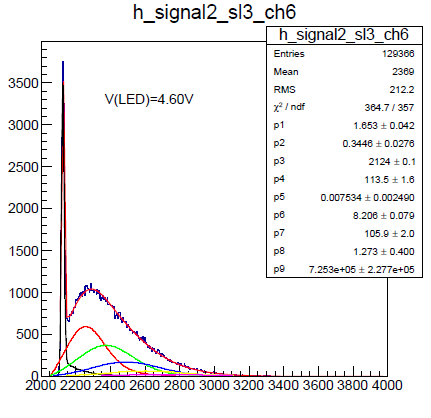 h_signal2_sl3_ch6
h_signal2_sl3_ch6
Entries 129366
Mean 2369
RMS 212.2
χ² / ndf 364.7 / 357
p1 1.653 ± 0.042
p2 0.3446 ± 0.0276
p3 2124 ± 0.1
p4 113.5 ± 1.6
p5 0.007534 ± 0.002490
p6 8.206 ± 0.079
p7 105.9 ± 2.0
p8 1.273 ± 0.400
p9 7.253e+05 ± 2.277e+05
V(LED)=4.60V
3500
3000
2500
2000
1500
1000
500
0
2000 2200 2400 2600 2800 3000 3200 3400 3600 3800 4000